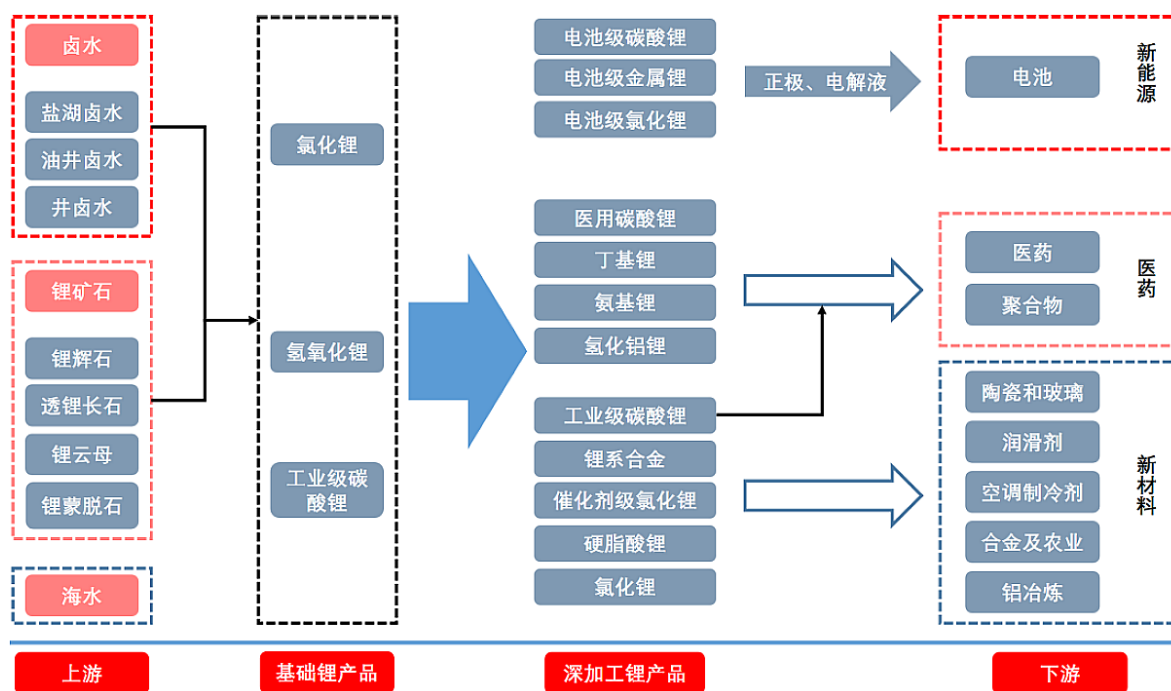 卤水
盐湖卤水
油井卤水
井卤水
锂矿石
锂辉石
透锂长石
锂云母
锂蒙脱石
海水
上游
氯化锂
氢氧化锂
工业级碳
酸锂
基础锂产品
电池级碳酸锂
电池级金属锂
电池级氯化锂
医用碳酸锂
丁基锂
氨基锂
氢化铝锂
工业级碳酸锂
锂系合金
催化剂级氯化锂
硬脂酸锂
氯化锂
深加工锂产品
正极、电解液
电池
新能源
医药
聚合物
医药
陶瓷和玻璃
润滑剂
空调制冷剂
合金及农业
铝冶炼
新材料
下游